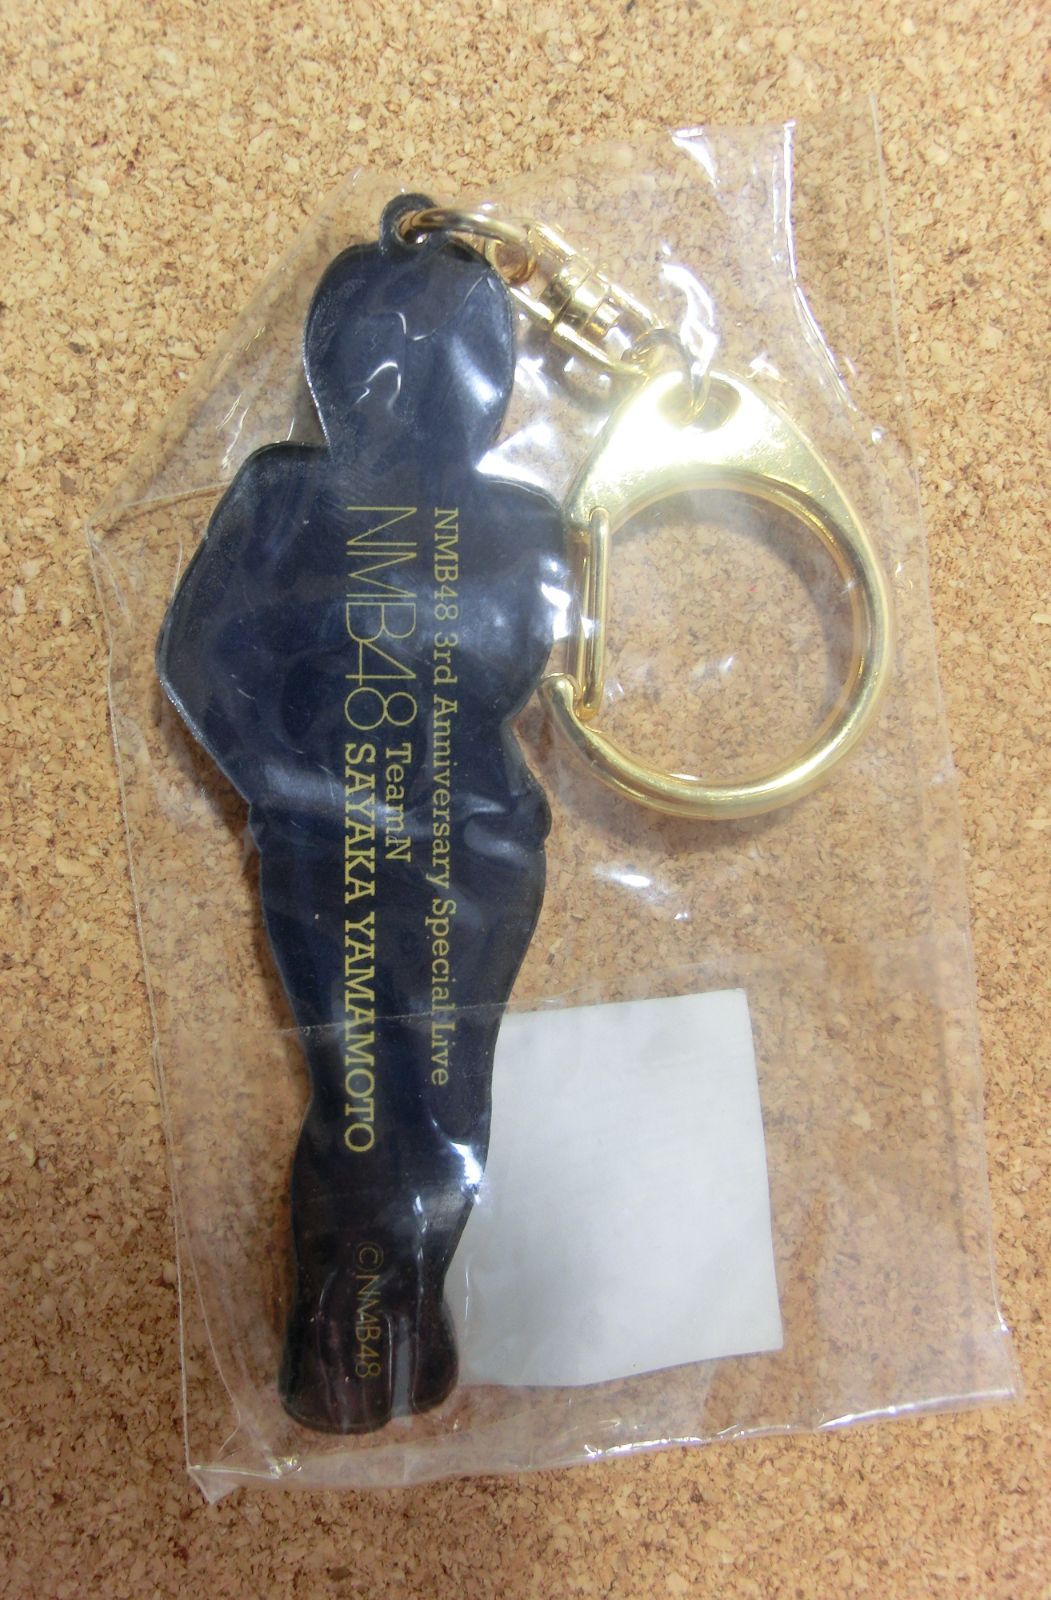 NMB48 3rd Anniversary Special Live
NMB48 TeamN
SAYAKA YAMAMOTO
©NMB48